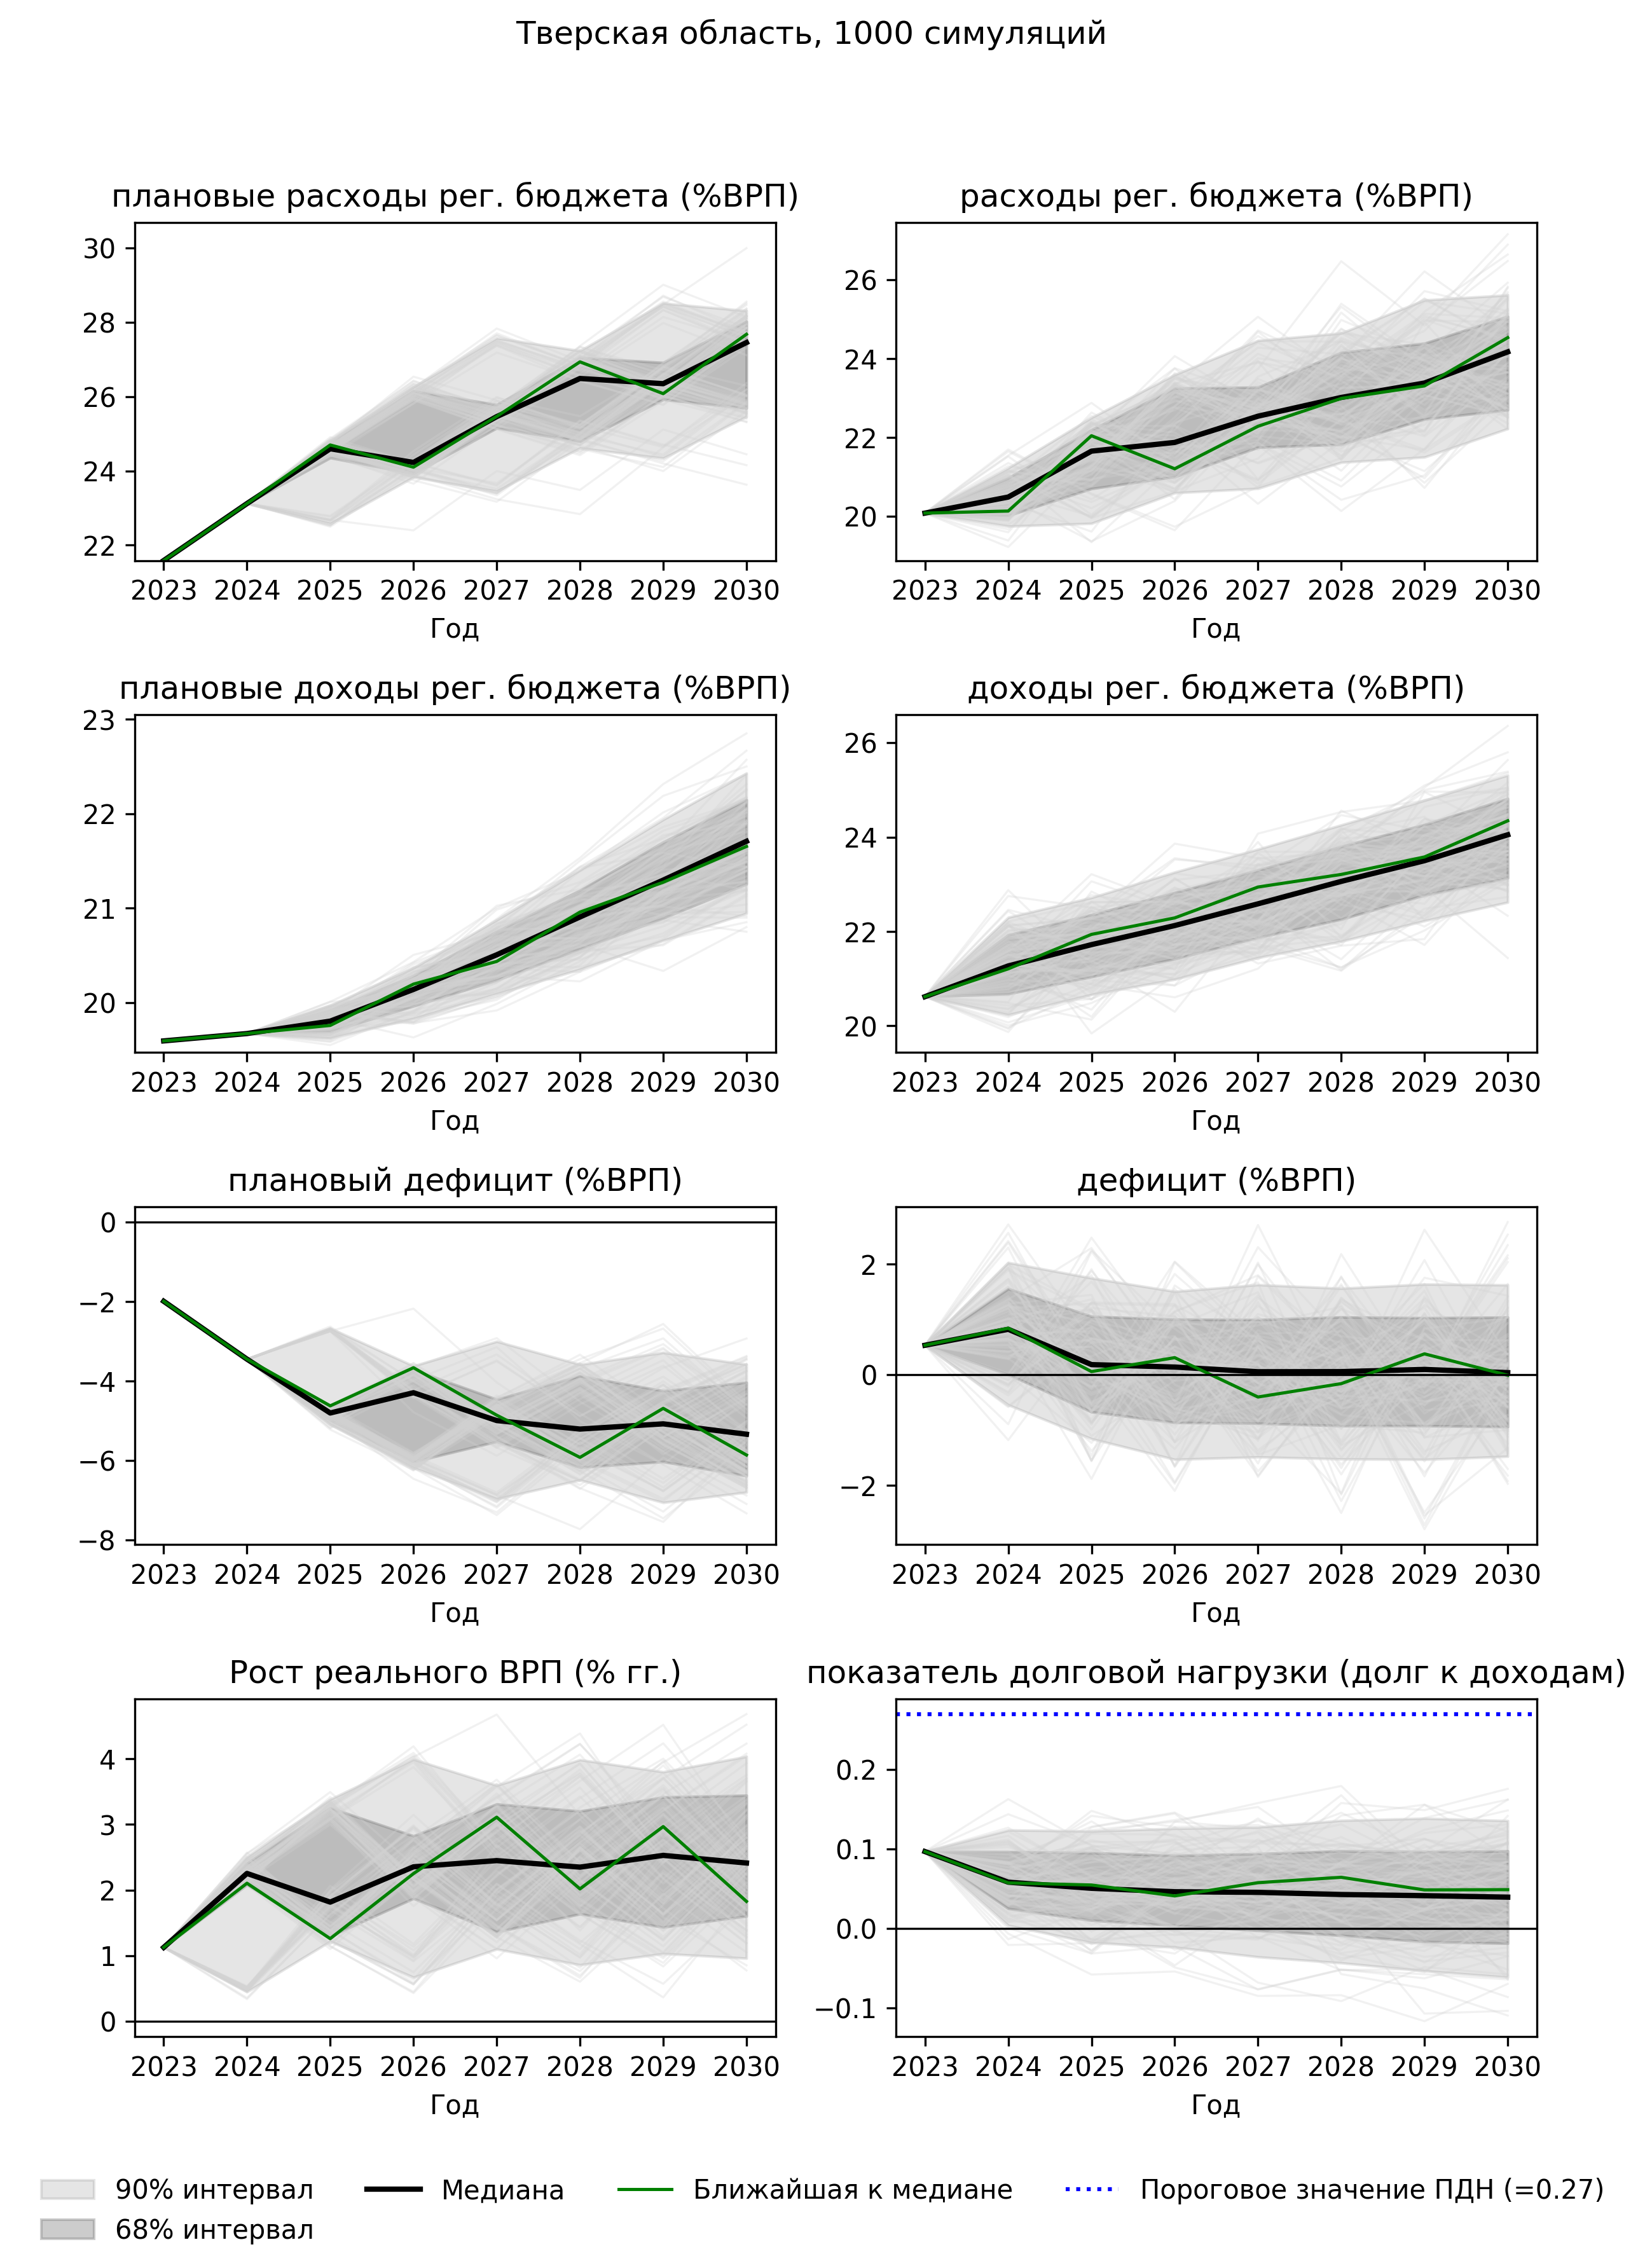 Тверская область, 1000 симуляций
плановые расходы рег. бюджета (%ВРП)
30
28
26
24
22
2023 2024 2025 2026 2027 2028 2029 2030
Год
расходы рег. бюджета (%ВРП)
26
24
22
20
2023 2024 2025 2026 2027 2028 2029 2030
Год
плановые доходы рег. бюджета (%ВРП)
23
22
21
20
2023 2024 2025 2026 2027 2028 2029 2030
Год
доходы рег. бюджета (%ВРП)
26
24
22
20
2023 2024 2025 2026 2027 2028 2029 2030
Год
плановый дефицит (%ВРП)
0
−2
−4
−6
−8
2023 2024 2025 2026 2027 2028 2029 2030
Год
дефицит (%ВРП)
2
0
−2
2023 2024 2025 2026 2027 2028 2029 2030
Год
Рост реального ВРП (% гг.)
4
3
2
1
0
2023 2024 2025 2026 2027 2028 2029 2030
Год
показатель долговой нагрузки (долг к доходам)
0.2
0.1
0.0
−0.1
2023 2024 2025 2026 2027 2028 2029 2030
Год
90% интервал
68% интервал
Медиана
Ближайшая к медиане
Пороговое значение ПДН (=0.27)